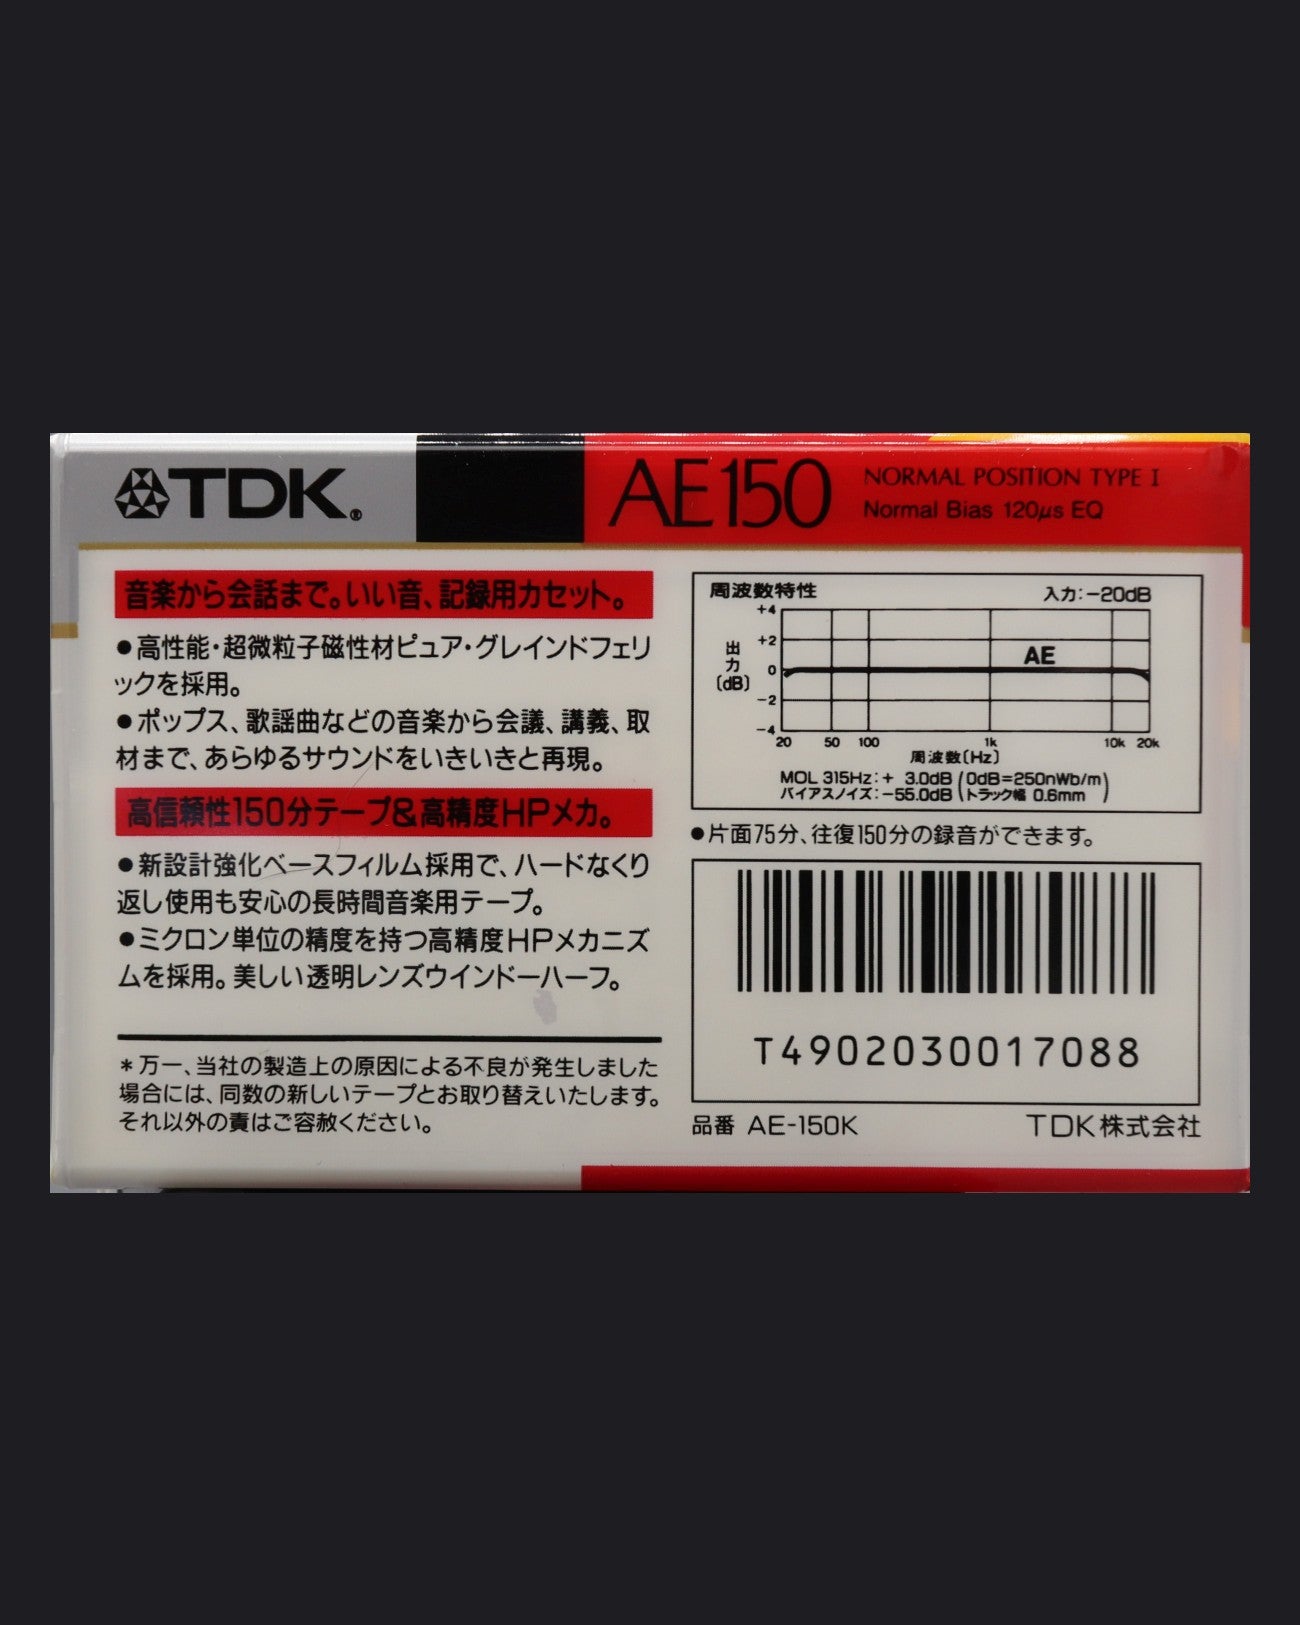 TDK®
AE150
NORMAL POSITION TYPE I
Normal Bias 120μs EQ
音楽から会話まで。いい音、記録用カセット。
●高性能・超微粒子磁性材ピュア・グレインドフェリ
ックを採用。
●ポップス、歌謡曲などの音楽から会議、講義、取
材まで、あらゆるサウンドをいきいきと再現。
高信頼性150分テープ&高精度HPメカ。
●新設計強化ベースフィルム採用で、ハードなくり
返し使用も安心の長時間音楽用テープ。
●ミクロン単位の精度を持つ高精度HPメカニズ
ムを採用。美しい透明レンズウインドーハーフ。
*万一、当社の製造上の原因による不良が発生しました
場合には、同数の新しいテープとお取り替えいたします。
それ以外の責はご容赦ください。
周波数特性 入力:-20dB
出力(dB)
+4
+2
0
-2
-4
AE
20 50 100 1k 10k 20k
周波数(Hz)
MOL 315Hz:+ 3.0dB (0dB=250nWb/m
バイアスノイズ:-55.0dB (トラック幅 0.6mm)
●片面75分、往復150分の録音ができます。
T4902030017088
品番 AE-150K TDK株式会社